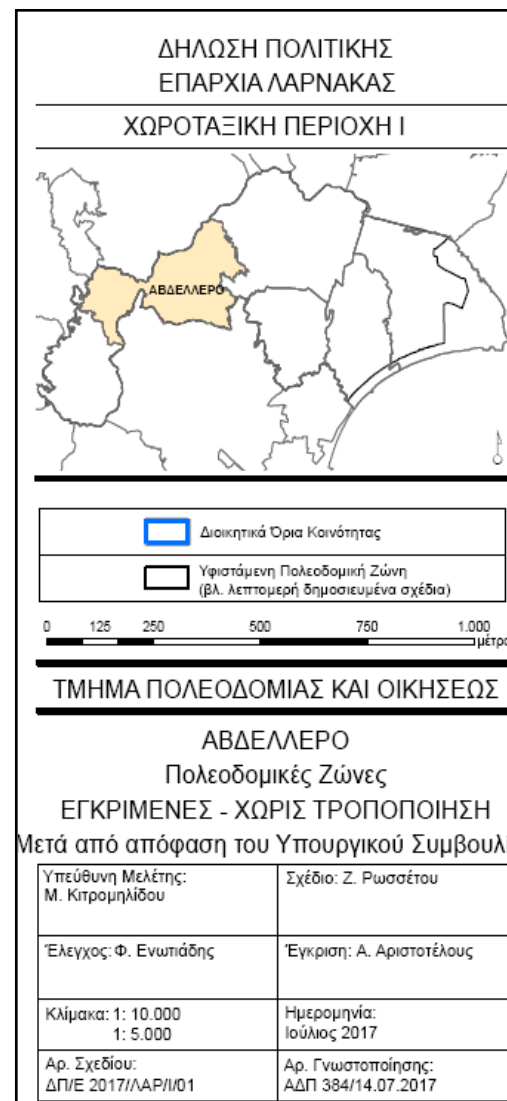 ΔΗΛΩΣΗ ΠΟΛΙΤΙΚΗΣ
ΕΠΑΡΧΙΑ ΛΑΡΝΑΚΑΣ
ΧΩΡΟΤΑΞΙΚΗ ΠΕΡΙΟΧΗ Ι
ΑΒΔΕΛΛΕΡΟ
Διοικητικά Όρια Κοινότητας
Υφιστάμενη Πολεοδομική Ζώνη
(βλ. λεπτομερή δημοσιευμένα σχέδια)
0 125 250 500 750 1.000
μέτρα
ΤΜΗΜΑ ΠΟΛΕΟΔΟΜΙΑΣ ΚΑΙ ΟΙΚΗΣΕΩΣ
ΑΒΔΕΛΛΕΡΟ
Πολεοδομικές Ζώνες
ΕΓΚΡΙΜΕΝΕΣ - ΧΩΡΙΣ ΤΡΟΠΟΠΟΙΗΣΗ
Μετά από απόφαση του Υπουργικού
Υπεύθυνη Μελέτης:
Μ. Κιτρομηλίδου
Σχέδιο: Ζ. Ρωσσέτου
Έλεγχος: Φ. Ενωτιάδης
Έγκριση: Α. Αριστοτέλους
Κλίμακα: 1: 10.000
1: 5.000
Ημερομηνία:
Ιούλιος 2017
Αρ. Σχεδίου:
ΔΠ/Ε 2017/ΛΑΡ/Ι/01
Αρ. Γνωστοποίησης:
ΑΔΠ 384/14.07.2017